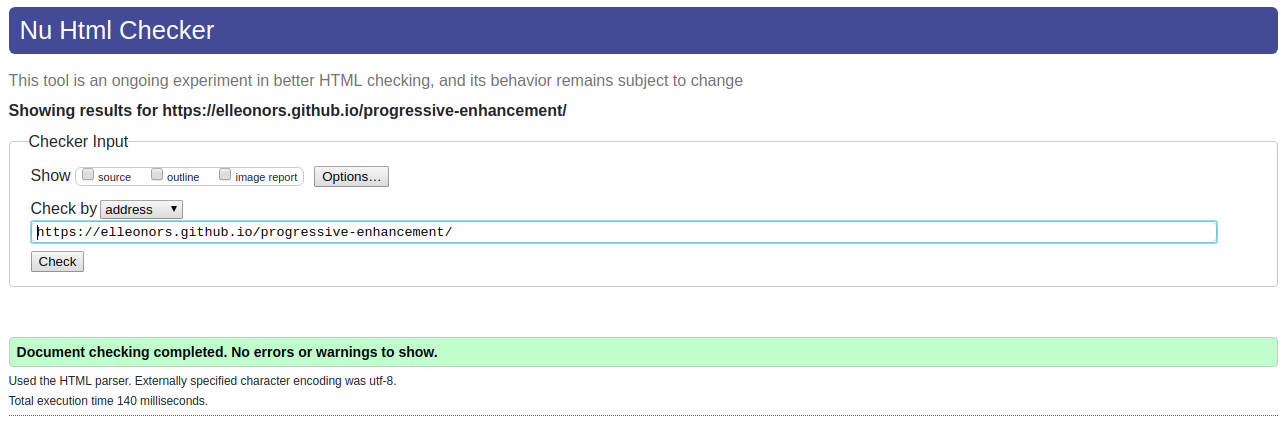 Nu Html Checker
This tool is an ongoing experiment in better HTML checking, and its behavior remains subject to change
Showing results for https://elleonors.github.io/progressive-enhancement/
Checker Input
Show source outline image report Options...
Check by address
https://elleonors.github.io/progressive-enhancement/
Check
Document checking completed. No errors or warnings to show.
Used the HTML parser. Externally specified character encoding was utf-8.
Total execution time 140 milliseconds.